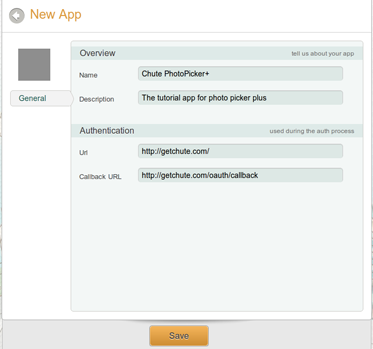 New App
Overview tell us about your app
Name Chute PhotoPicker+
Description The tutorial app for photo picker plus
General
Authentication used during the auth process
Url http://getchute.com/
Callback URL http://getchute.com/oauth/callback
Save